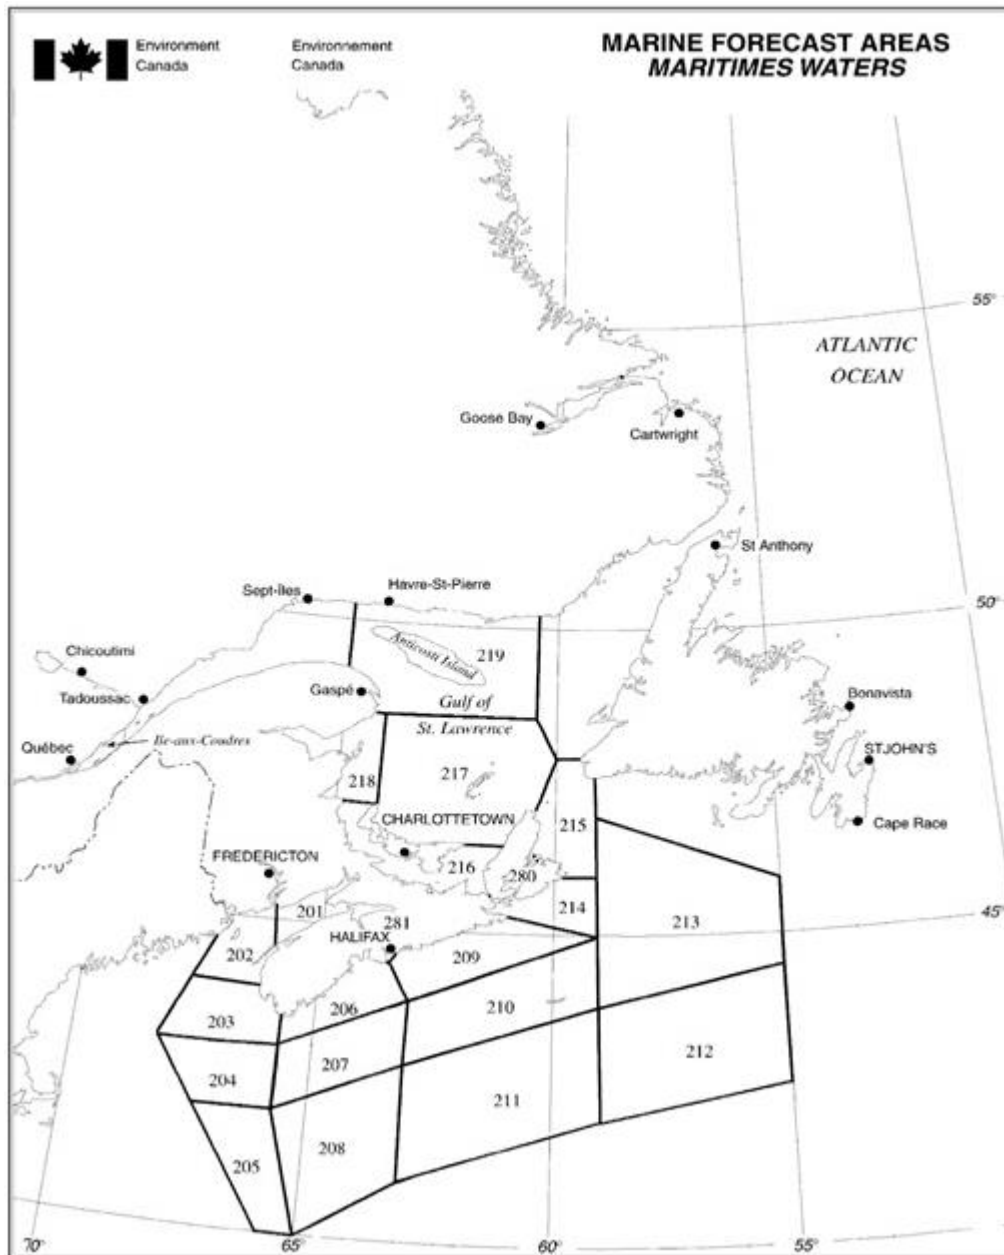 Environment
Canada
Environnement
Canada
MARINE FORECAST AREAS
MARITIMES WATERS
55°
ATLANTIC
OCEAN
Goose Bay
Cartwright
St Anthony
Sept-Îles
Havre-St-Pierre
50°
Chicoutimi
Anticosti Island
219
Tadoussac
Gaspé
Gulf of
St. Lawrence
Bonavista
Québec
Ile-aux-Coudres
STJOHN'S
218
217
CHARLOTTETOWN
215
Cape Race
FREDERICTON
216
280
201
214
45°
281
213
HALIFAX
202
209
206
203
210
207
212
204
211
208
205
70°
65°
60°
55°